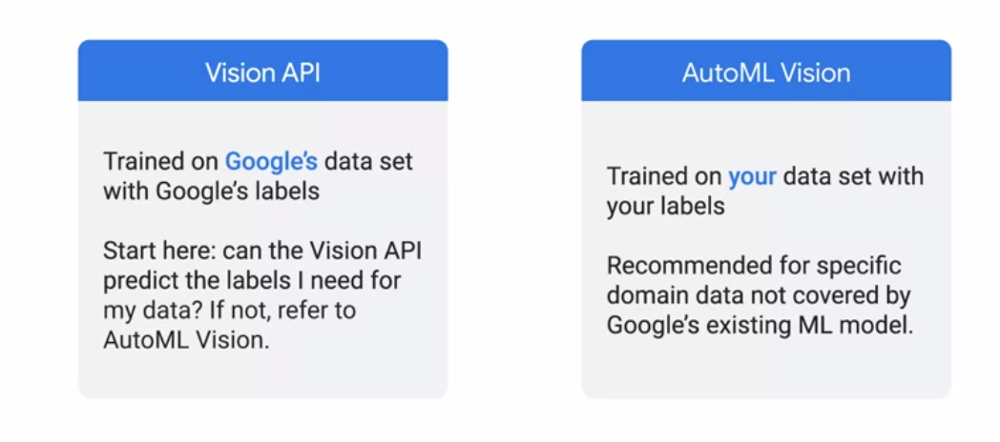 Vision API
Trained on Google's data set
with Google's labels
Start here: can the Vision API
predict the labels I need for
my data? If not, refer to
AutoML Vision.
AutoML Vision
Trained on your data set with
your labels
Recommended for specific
domain data not covered by
Google's existing ML model.